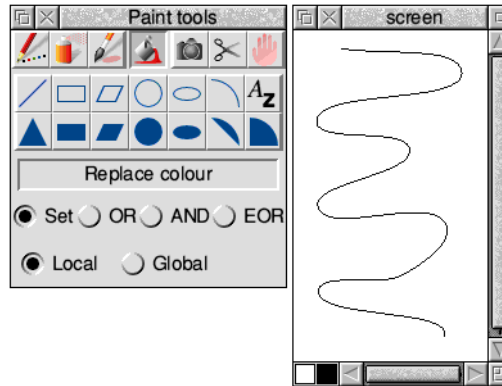 Paint tools
screen
Az
Replace colour
Set OR AND EOR
Local Global